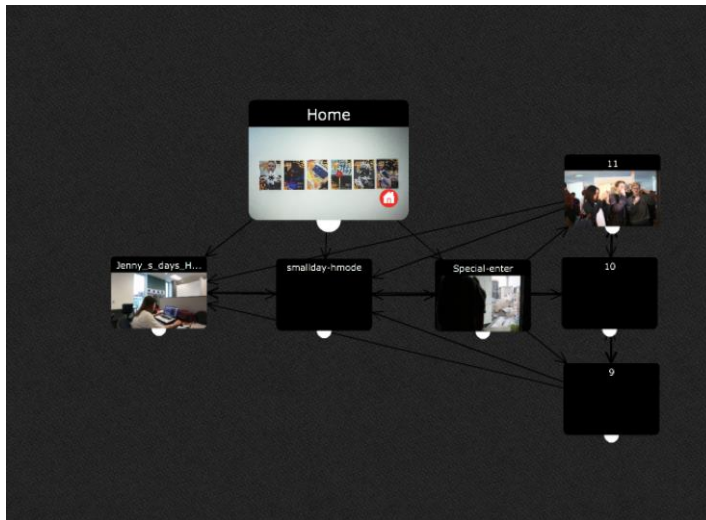 Home
11
Jenny_s_days_H...
smallday-hmode
Special-enter
10
9